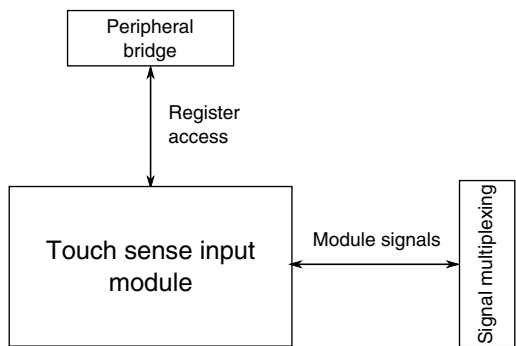 Peripheral
bridge
Register
access
Touch sense input
module
Module signals
Signal multiplexing